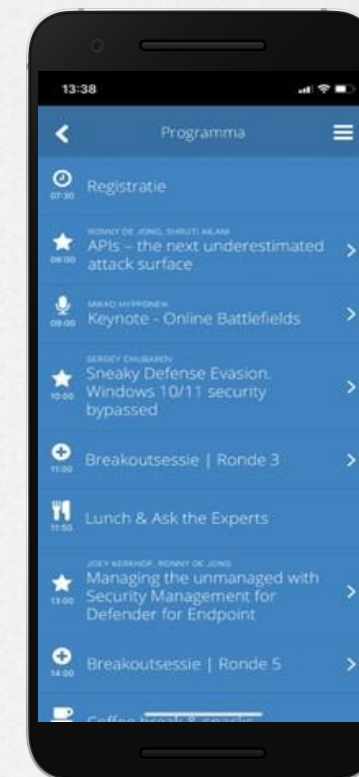 13:38
Programma
07:30
Registratie
RONNY DE JONG, SHRUTI AILANI
08:00
APIs – the next underestimated
attack surface
MIKKO HYPPONEN
09:00
Keynote - Online Battlefields
SERGEY CHUBAROV
10:00
Sneaky Defense Evasion.
Windows 10/11 security
bypassed
11:00
Breakoutsessie | Ronde 3
11:50
Lunch & Ask the Experts
JOEY KERKHOF, RONNY DE JONG
13:00
Managing the unmanaged with
Security Management for
Defender for Endpoint
14:00
Breakoutsessie | Ronde 5
Coffee break & snacks